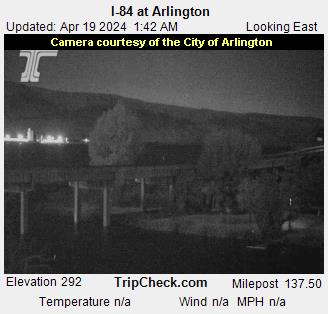 I-84 at Arlington
Updated: Apr 19 2024 1:42 AM Looking East
Camera courtesy of the City of Arlington
Elevation 292 TripCheck.com Milepost 137.50
Temperature n/a Wind n/a MPH n/a